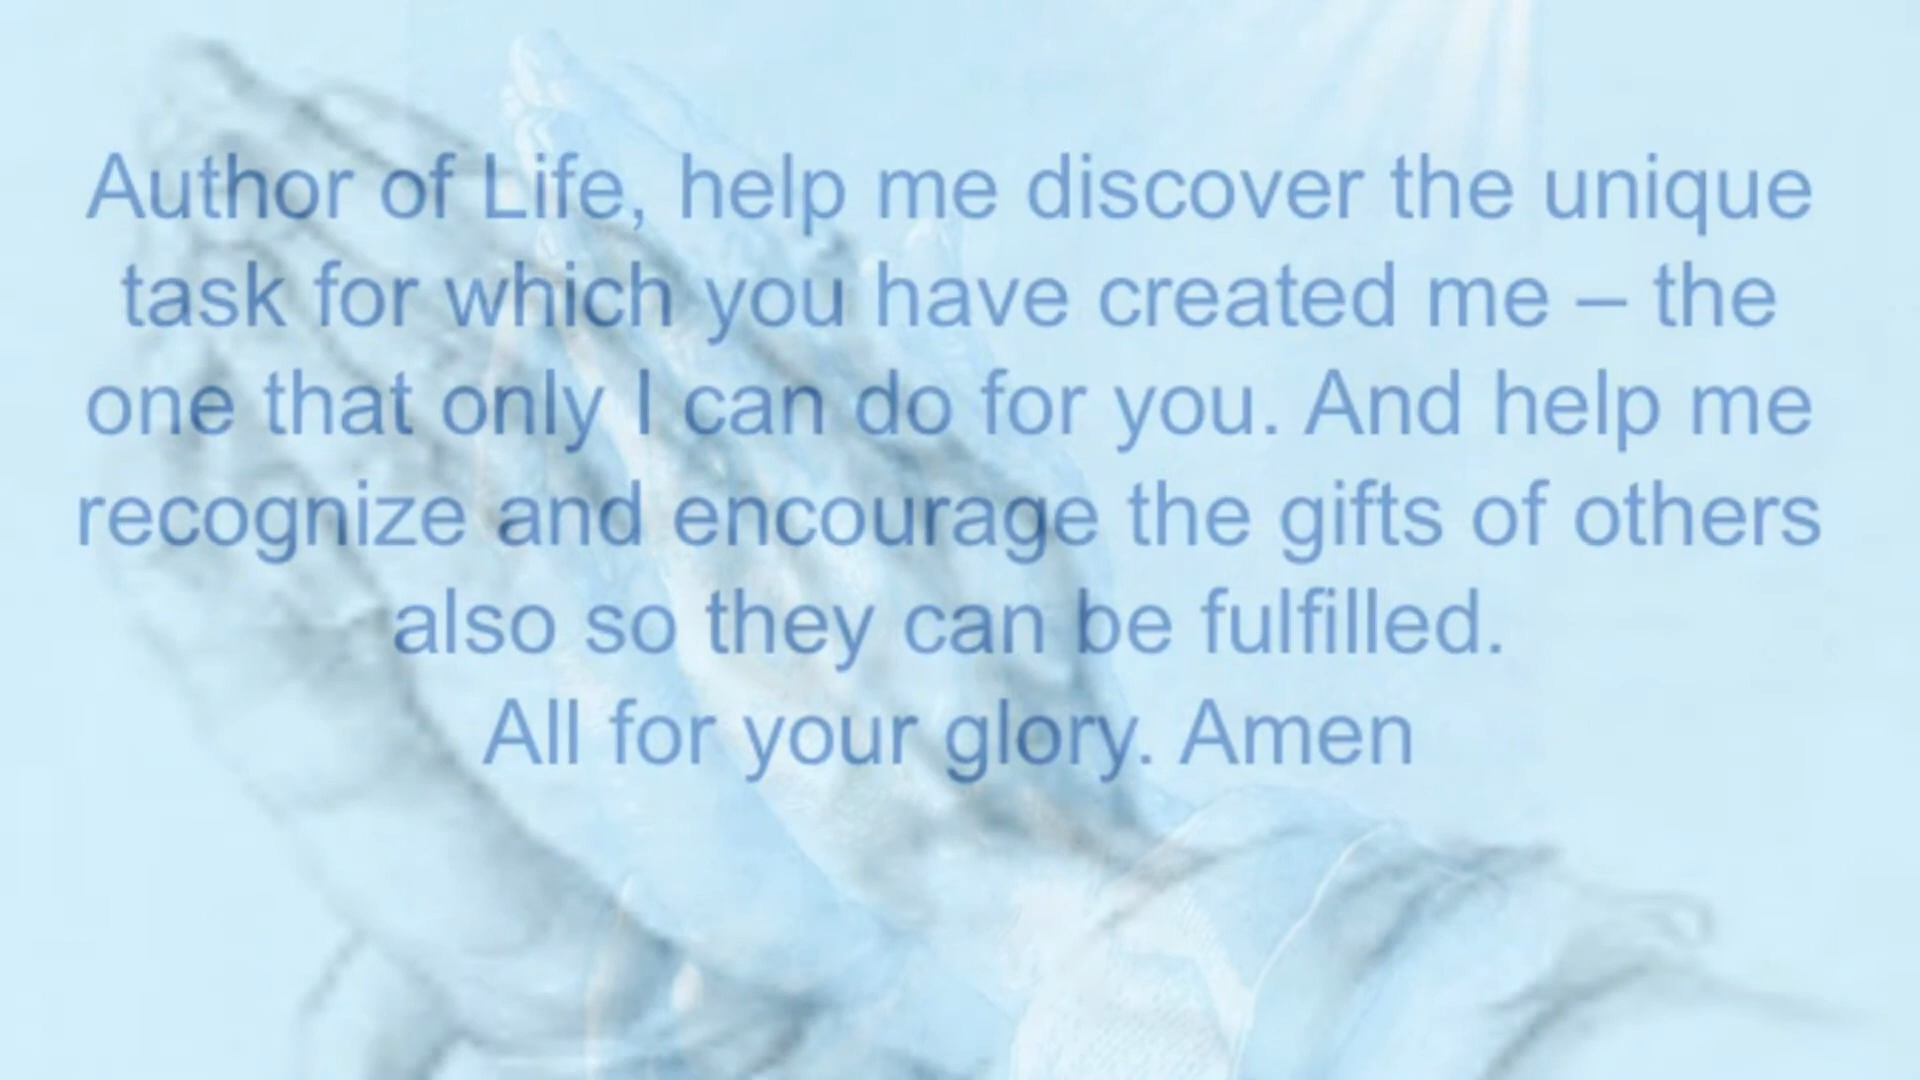 Author of Life, help me discover the unique
task for which you have created me – the
one that only I can do for you. And help me
recognize and encourage the gifts of others
also so they can be fulfilled.
All for your glory. Amen